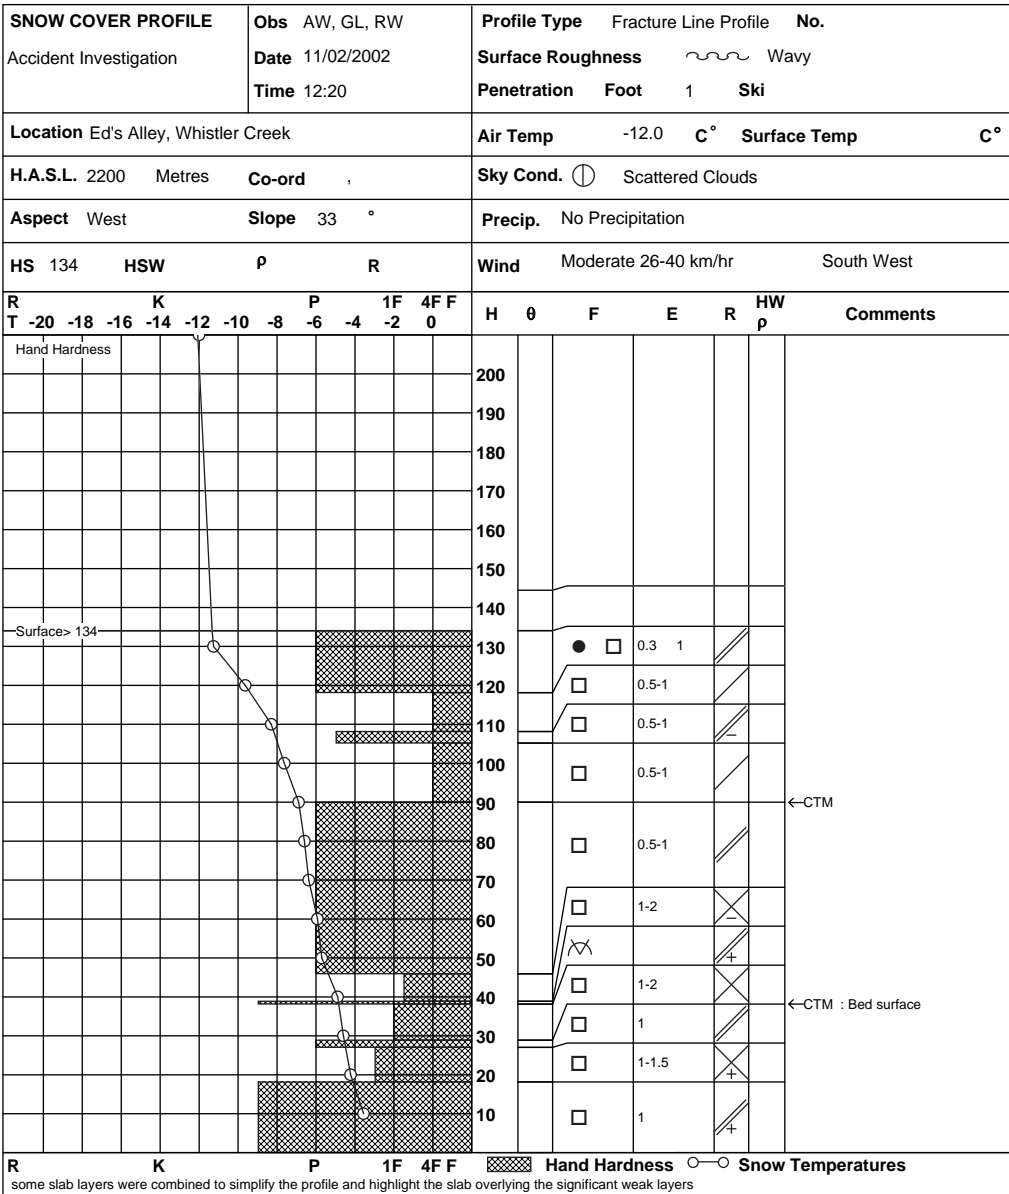 SNOW COVER PROFILE
Accident Investigation
Obs AW, GL, RW
Date 11/02/2002
Time 12:20
Profile Type Fracture Line Profile No.
Surface Roughness Wavy
Penetration Foot 1 Ski
Location Ed's Alley, Whistler Creek
Air Temp -12.0 C° Surface Temp C°
H.A.S.L. 2200 Metres Co-ord ,
Sky Cond. Scattered Clouds
Aspect West Slope 33 °
Precip. No Precipitation
HS 134 HSW ρ R
Wind Moderate 26-40 km/hr South West
R K P 1F 4F F
T -20 -18 -16 -14 -12 -10 -8 -6 -4 -2 0
H θ F E R HW ρ Comments
Hand Hardness
200
190
180
170
160
150
140
Surface> 134
130 0.3 1
120 0.5-1
110 0.5-1
100 0.5-1
90 ←CTM
80 0.5-1
70
60 1-2
50
40 1-2
←CTM : Bed surface
30 1
20 1-1.5
10 1
R K P 1F 4F F
Hand Hardness Snow Temperatures
some slab layers were combined to simplify the profile and highlight the slab overlying the significant weak layers